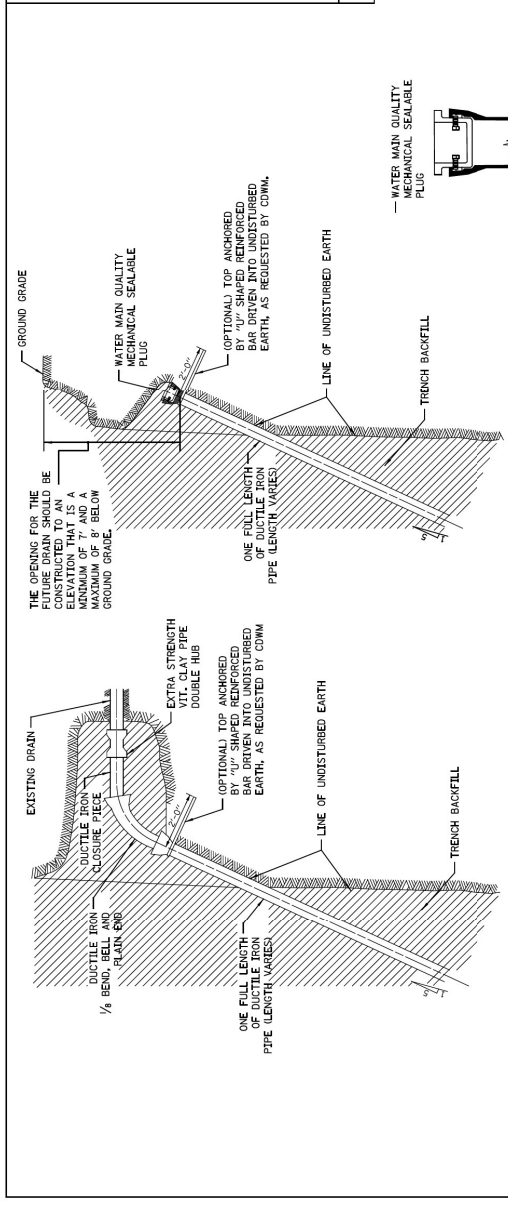 EXISTING DRAIN
DUCTILE IRON
CLOSURE PIECE
DUCTILE IRON
1/8 BEND, BELL AND
PLAIN END
EXTRA STRENGTH
VIT. CLAY PIPE
DOUBLE HUB
2'-0"
(OPTIONAL) TOP ANCHORED
BY "U" SHAPED REINFORCED
BAR DRIVEN INTO UNDISTURBED
EARTH, AS REQUESTED BY CDWM
LINE OF UNDISTURBED EARTH
ONE FULL LENGTH
OF DUCTILE IRON
PIPE (LENGTH VARIES)
TRENCH BACKFILL
5
1
THE OPENING FOR THE
FUTURE DRAIN SHOULD BE
CONSTRUCTED TO AN
ELEVATION THAT IS A
MINIMUM OF 7' AND A
MAXIMUM OF 8' BELOW
GROUND GRADE.
GROUND GRADE
WATER MAIN QUALITY
MECHANICAL SEALABLE
PLUG
2'-0"
(OPTIONAL) TOP ANCHORED
BY "U" SHAPED REINFORCED
BAR DRIVEN INTO UNDISTURBED
EARTH, AS REQUESTED BY CDWM.
LINE OF UNDISTURBED EARTH
ONE FULL LENGTH
OF DUCTILE IRON
PIPE (LENGTH VARIES)
TRENCH BACKFILL
5
1
WATER MAIN QUALITY
MECHANICAL SEALABLE
PLUG